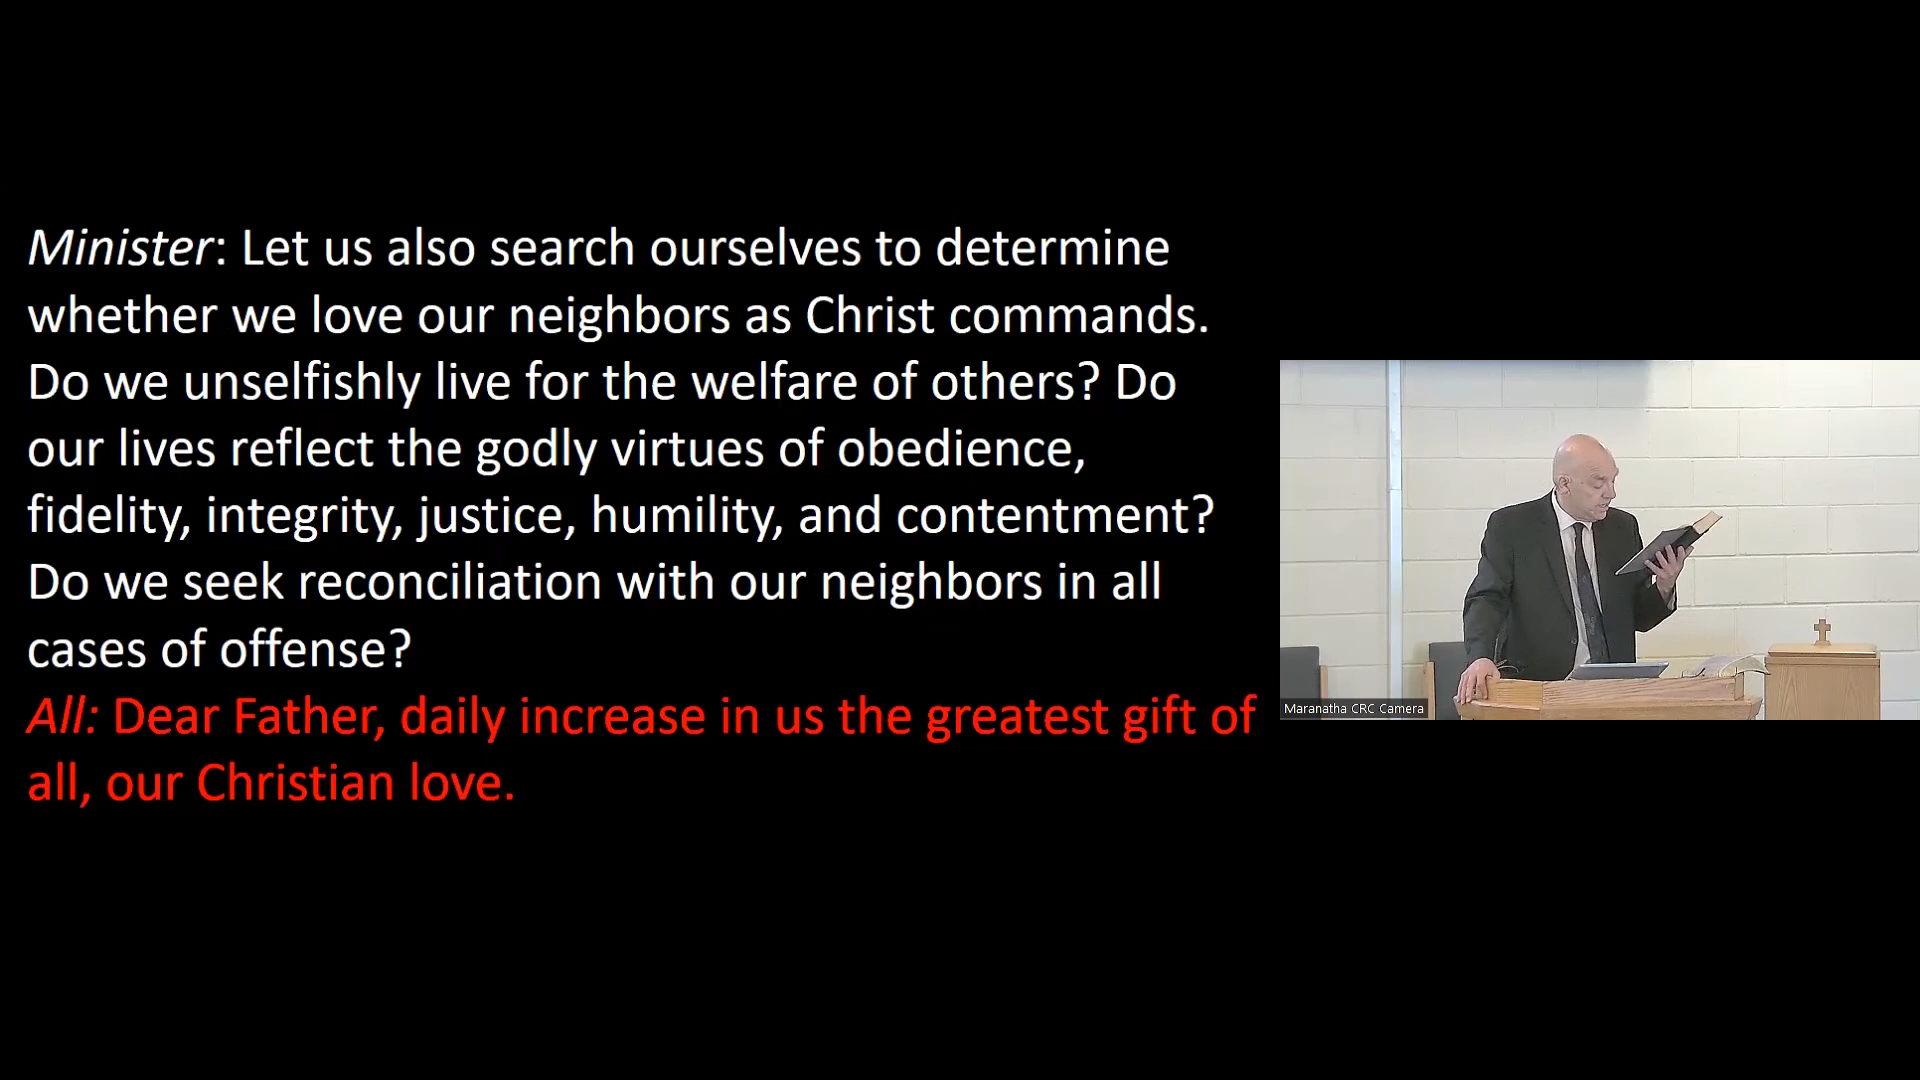 Minister: Let us also search ourselves to determine
whether we love our neighbors as Christ commands.
Do we unselfishly live for the welfare of others? Do
our lives reflect the godly virtues of obedience,
fidelity, integrity, justice, humility, and contentment?
Do we seek reconciliation with our neighbors in all
cases of offense?
All: Dear Father, daily increase in us the greatest gift of
all, our Christian love.
Maranatha CRC Camera